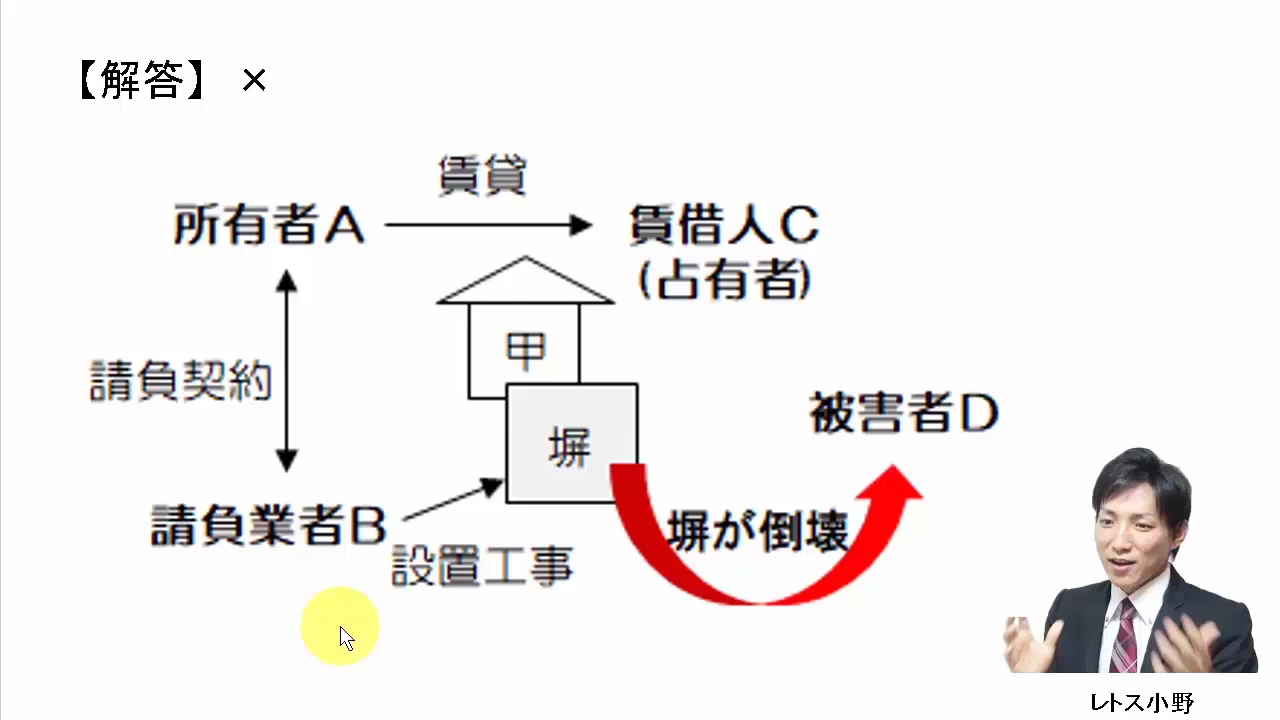 【解答】 ×
賃貸
所有者A
賃借人C
(占有者)
甲
請負契約
塀
被害者D
請負業者B
設置工事
塀が倒壊
レトス小野